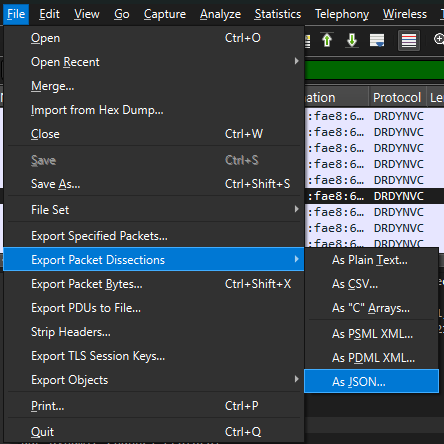 File Edit View Go Capture Analyze Statistics Telephony Wireless
Open Ctrl+O
Open Recent
Merge...
Import from Hex Dump...
Close Ctrl+W
Save Ctrl+S
Save As... Ctrl+Shift+S
File Set
Export Specified Packets...
Export Packet Dissections
Export Packet Bytes... Ctrl+Shift+X
Export PDUs to File...
Strip Headers...
Export TLS Session Keys...
Export Objects
Print... Ctrl+P
Quit Ctrl+Q
ation Protocol Le
:fae8:6... DRDYNVC
:fae8:6... DRDYNVC
:fae8:6... DRDYNVC
:fae8:6... DRDYNVC
:fae8:6... DRDYNVC
:fae8:6... DRDYNVC
:fae8:6... DRDYNVC
:fae8:6... DRDYNVC
As Plain Text...
As CSV...
As "C" Arrays...
As PSML XML...
As PDML XML...
As JSON...